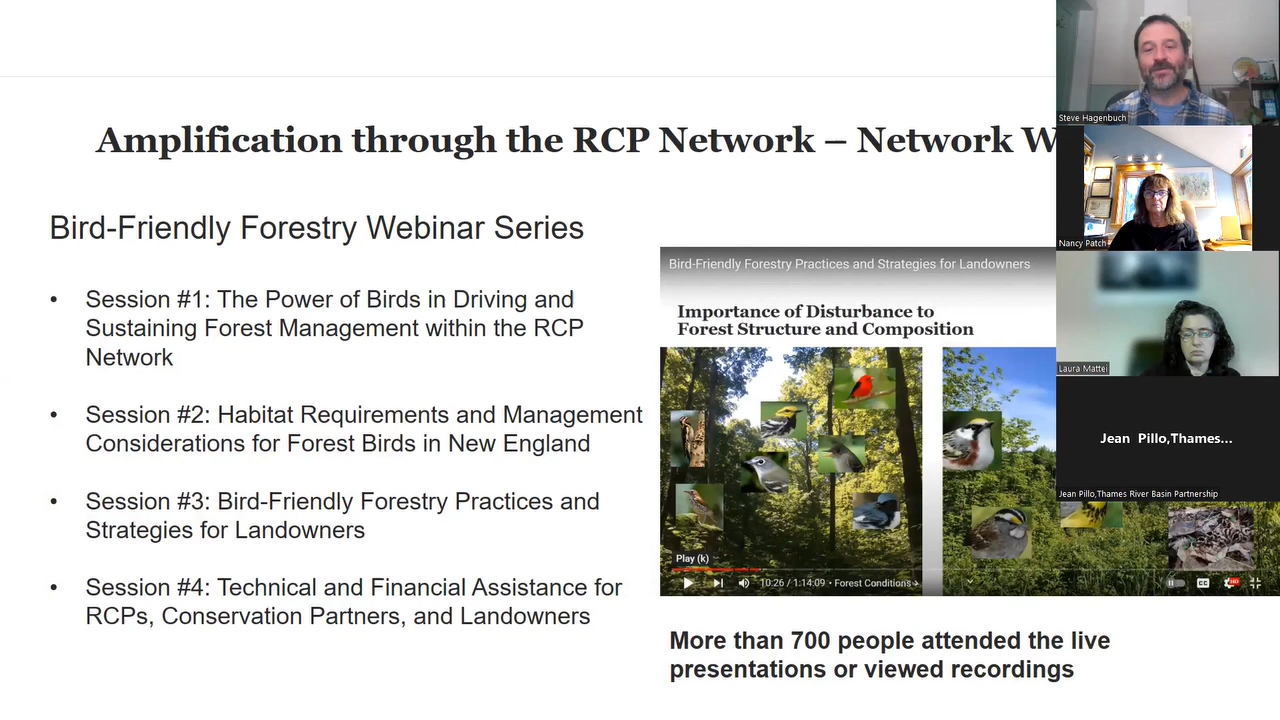 Amplification through the RCP Network – Network W
Bird-Friendly Forestry Webinar Series
• Session #1: The Power of Birds in Driving and
Sustaining Forest Management within the RCP
Network
• Session #2: Habitat Requirements and Management
Considerations for Forest Birds in New England
• Session #3: Bird-Friendly Forestry Practices and
Strategies for Landowners
• Session #4: Technical and Financial Assistance for
RCPs, Conservation Partners, and Landowners
Bird-Friendly Forestry Practices and Strategies for Landowners
Importance of Disturbance to
Forest Structure and Composition
Play (k)
10:26 / 1:14:09 • Forest Conditions
CC
HD
More than 700 people attended the live
presentations or viewed recordings
Steve Hagenbuch
Nancy Patch
Laura Mattei
Jean Pillo,Thames...
Jean Pillo,Thames River Basin Partnership